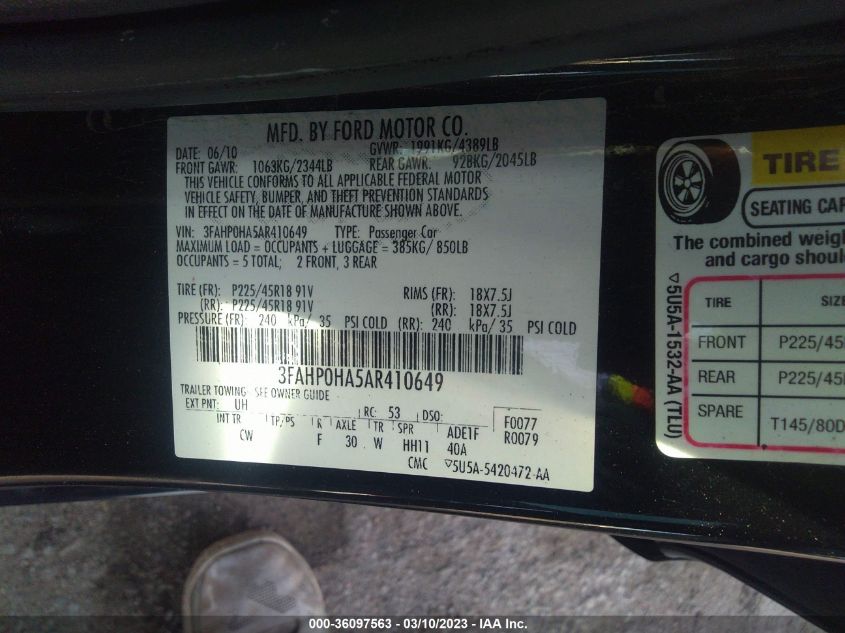 MFD. BY FORD MOTOR CO.
DATE: 06/10 GVWR: 1991KG/4389LB
FRONT GAWR: 1063KG/2344LB REAR GAWR: 928KG/2045LB
THIS VEHICLE CONFORMS TO ALL APPLICABLE FEDERAL MOTOR
VEHICLE SAFETY, BUMPER, AND THEFT PREVENTION STANDARDS
IN EFFECT ON THE DATE OF MANUFACTURE SHOWN ABOVE.
VIN: 3FAHP0HA5AR410649 TYPE: Passenger Car
MAXIMUM LOAD = OCCUPANTS + LUGGAGE = 385KG/ 850LB
OCCUPANTS = 5 TOTAL; 2 FRONT, 3 REAR
TIRE (FR): P225/45R18 91V RIMS (FR): 18X7.5J
(RR): P225/45R18 91V (RR): 18X7.5J
PRESSURE (FR): 240 kPa/ 35 PSI COLD (RR): 240 kPa/ 35 PSI COLD
3FAHP0HA5AR410649
TRAILER TOWING: SEE OWNER GUIDE
EXT PNT: UH RC: 53 DSO: F0077
INT TR TP/PS R AXLE TR SPR ADE1F R0079
CW F 30 W HH11 40A
CMC 5U5A-5420472-AA
TIRE
SEATING CAP
The combined weigh
and cargo shoul
TIRE SIZE
FRONT P225/45
REAR P225/45
SPARE T145/80D
5U5A-1532-AA (TLU)
000-36097563 - 03/10/2023 - IAA Inc.